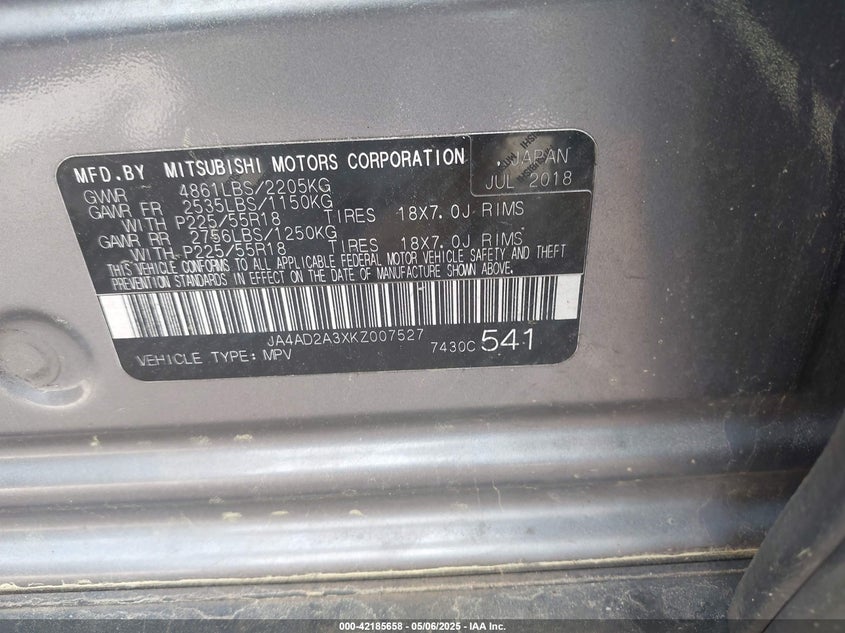 MFD.BY MITSUBISHI MOTORS CORPORATION
JAPAN
JUL 2018
GVWR 4861LBS/2205KG
GAWR FR 2535LBS/1150KG
WITH P225/55R18 TIRES 18X7.0J RIMS
GAWR RR 2756LBS/1250KG
WITH P225/55R18 TIRES 18X7.0J RIMS
THIS VEHICLE CONFORMS TO ALL APPLICABLE FEDERAL MOTOR VEHICLE SAFETY AND THEFT
PREVENTION STANDARDS IN EFFECT ON THE DATE OF MANUFACTURE SHOWN ABOVE.
JA4AD2A3XKZ007527
VEHICLE TYPE: MPV
7430C 541
000-42185658 - 05/06/2025 - IAA Inc.